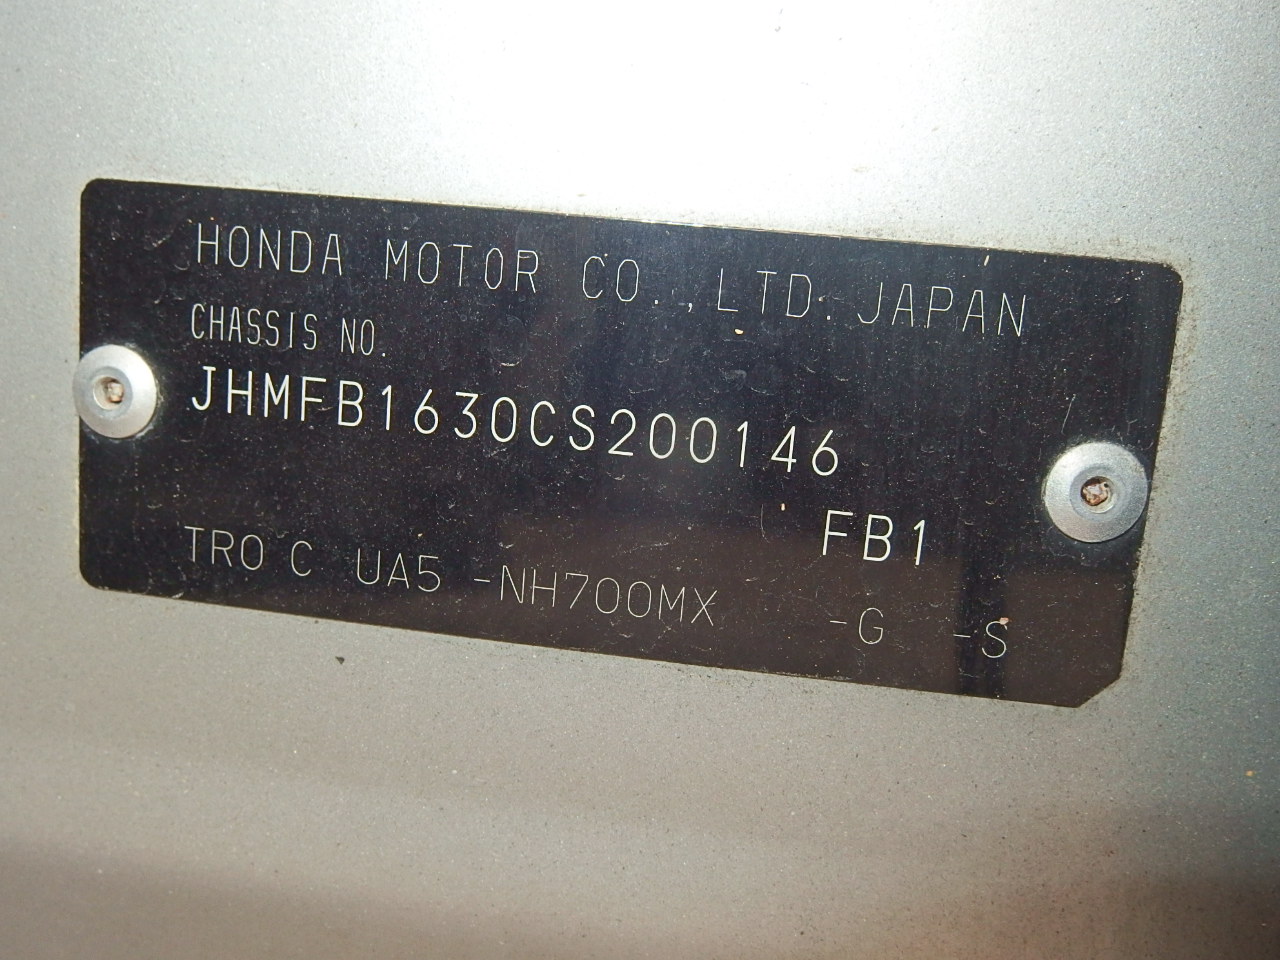 HONDA MOTOR CO., LTD. JAPAN
CHASSIS NO.
JHMFB1630CS200146
FB1
TRO C UA5 -NH700MX -G -S